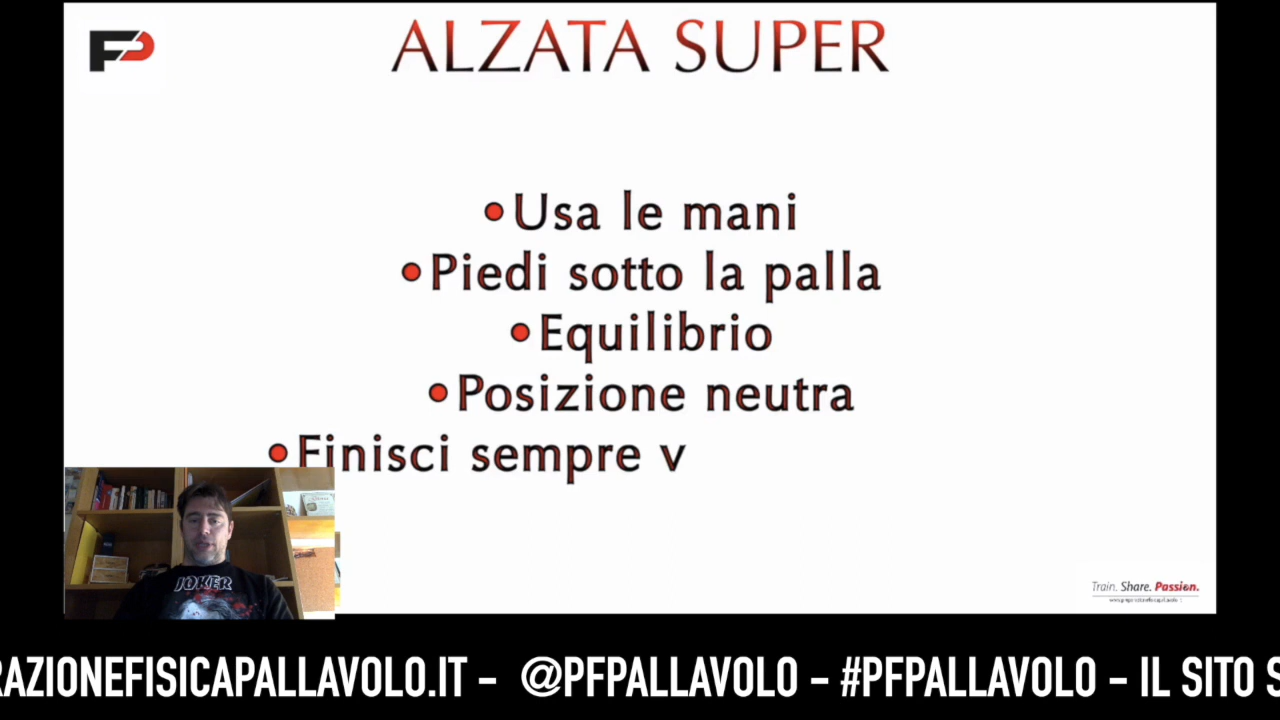 FP
ALZATA SUPER
•Usa le mani
•Piedi sotto la palla
•Equilibrio
•Posizione neutra
•Finisci sempre v
JOKER
Train. Share. Passion.
RAZIONEFISICAPALLAVOLO.IT - @PFPALLAVOLO - #PFPALLAVOLO - IL SITO S